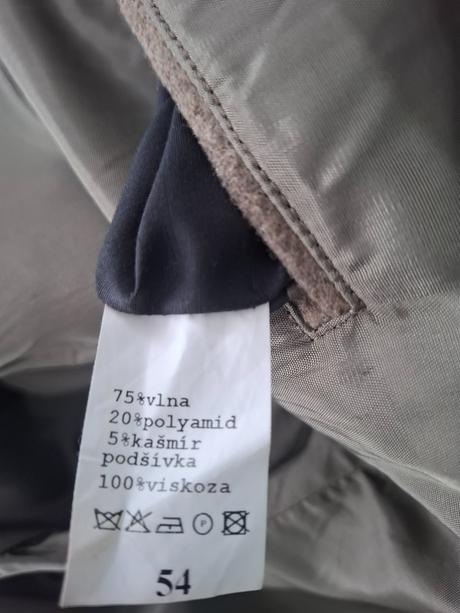 75%vlna
20%polyamid
5%kašmír
podšívka
100%viskoza
P
54